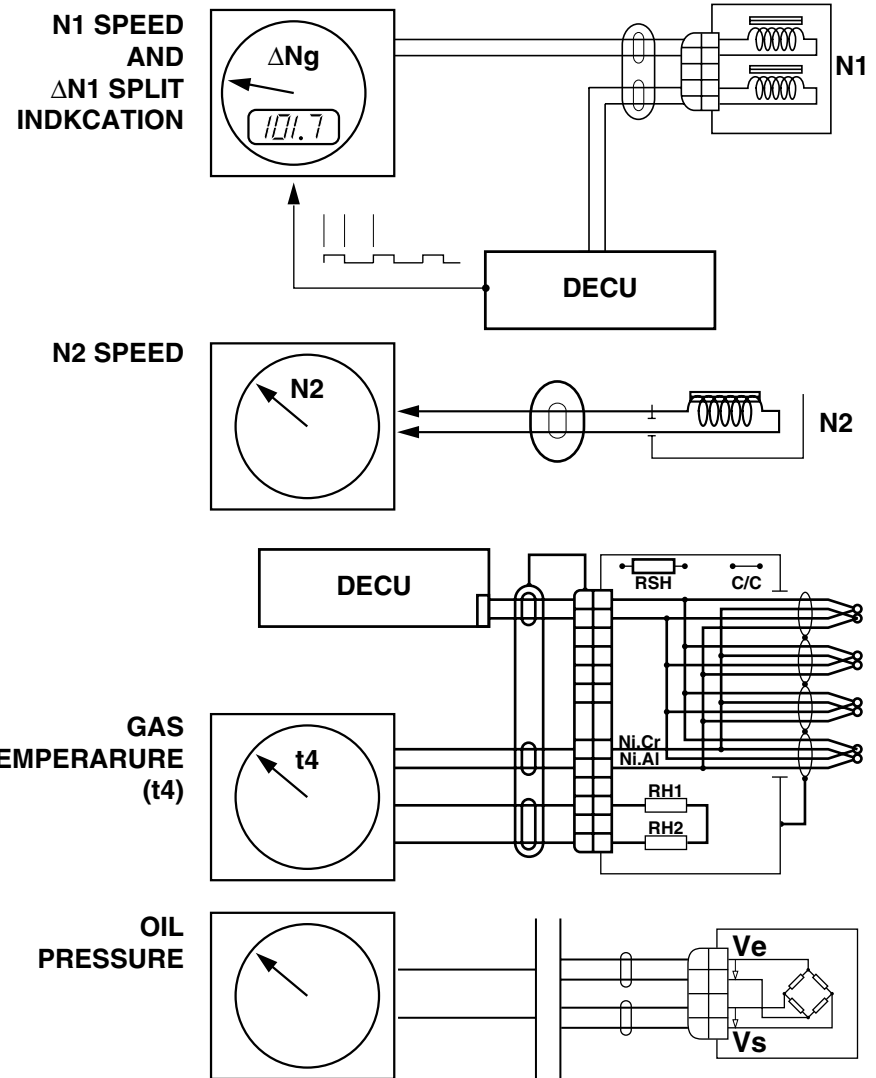 N1 SPEED
AND
ΔN1 SPLIT
INDKCATION
ΔNg
101.7
N1
DECU
N2 SPEED
N2
N2
DECU
RSH
C/C
GAS
EMPERARURE
(t4)
t4
Ni.Cr
Ni.Al
RH1
RH2
OIL
PRESSURE
Ve
Vs